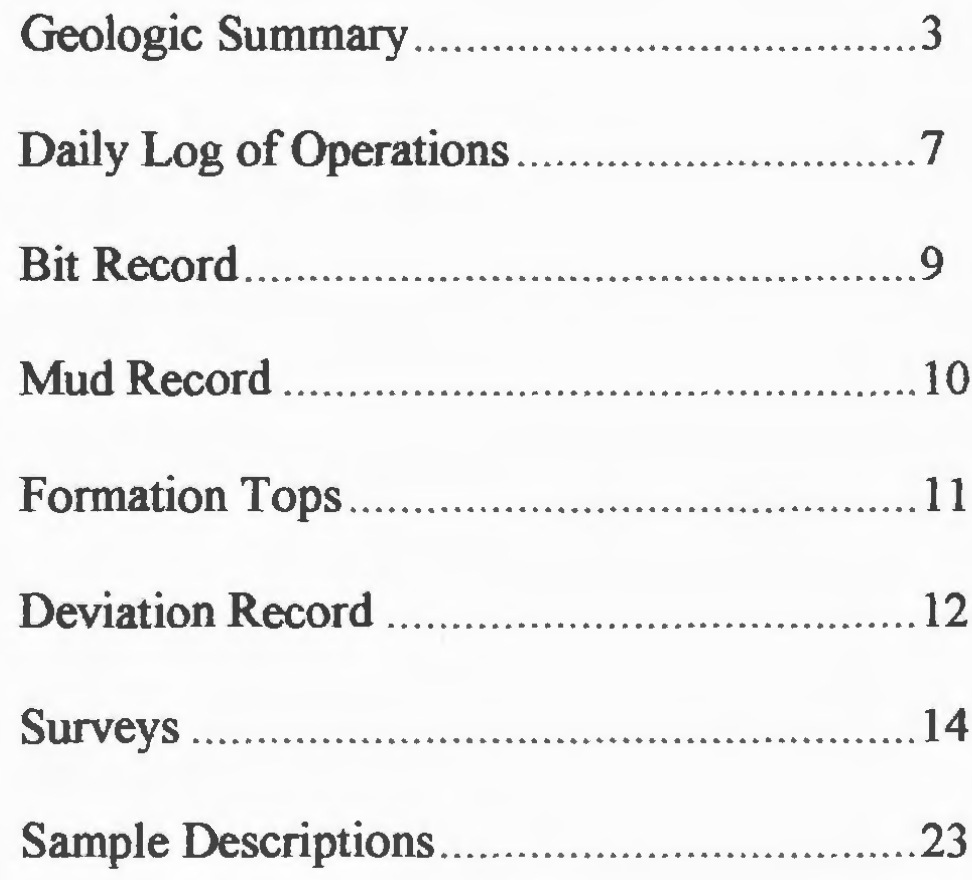 Geologic Summary.......................................3
Daily Log of Operations...............................7
Bit Record....................................................9
Mud Record .................................................10
Formation Tops............................................11
Deviation Record .........................................12
Surveys ........................................................14
Sample Descriptions.....................................23